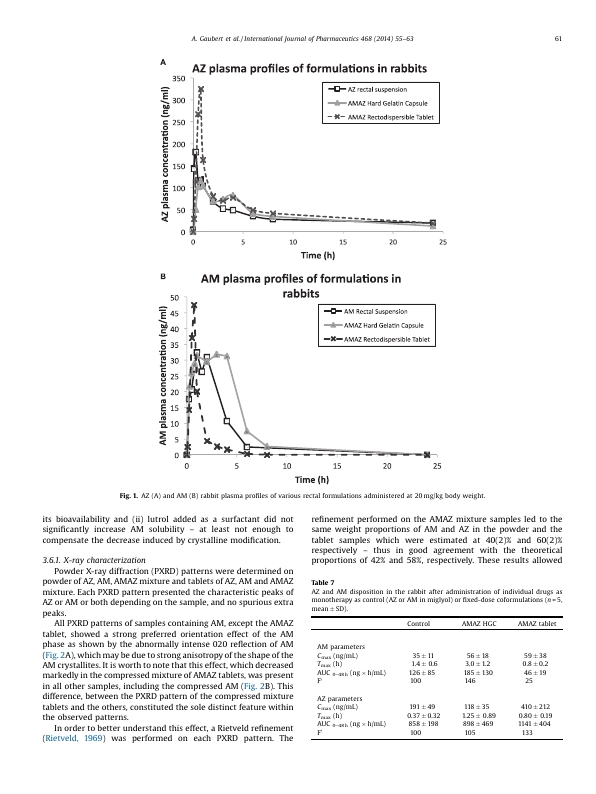 A. Gaubert et al. / International Journal of Pharmaceutics 468 (2014) 55–63
61
A
AZ plasma profiles of formulations in rabbits
AZ plasma concentration (ng/ml)
350
300
250
200
150
100
50
0
AZ rectal suspension
AMAZ Hard Gelatin Capsule
AMAZ Rectodispersible Tablet
0 5 10 15 20 25
Time (h)
B
AM plasma profiles of formulations in
rabbits
AM plasma concentration (ng/ml)
50
45
40
35
30
25
20
15
10
5
0
AM Rectal Suspension
AMAZ Hard Gelatin Capsule
AMAZ Rectodispersible Tablet
0 5 10 15 20 25
Time (h)
Fig. 1. AZ (A) and AM (B) rabbit plasma profiles of various rectal formulations administered at 20 mg/kg body weight.
its bioavailability and (ii) lutrol added as a surfactant did not
significantly increase AM solubility – at least not enough to
compensate the decrease induced by crystalline modification.
3.6.1. X-ray characterization
Powder X-ray diffraction (PXRD) patterns were determined on
powder of AZ, AM, AMAZ mixture and tablets of AZ, AM and AMAZ
mixture. Each PXRD pattern presented the characteristic peaks of
AZ or AM or both depending on the sample, and no spurious extra
peaks.
All PXRD patterns of samples containing AM, except the AMAZ
tablet, showed a strong preferred orientation effect of the AM
phase as shown by the abnormally intense 020 reflection of AM
(Fig. 2A), which may be due to strong anisotropy of the shape of the
AM crystallites. It is worth to note that this effect, which decreased
markedly in the compressed mixture of AMAZ tablets, was present
in all other samples, including the compressed AM (Fig. 2B). This
difference, between the PXRD pattern of the compressed mixture
tablets and the others, constituted the sole distinct feature within
the observed patterns.
In order to better understand this effect, a Rietveld refinement
(Rietveld, 1969) was performed on each PXRD pattern. The
refinement performed on the AMAZ mixture samples led to the
same weight proportions of AM and AZ in the powder and the
tablet samples which were estimated at 40(2)% and 60(2)%
respectively – thus in good agreement with the theoretical
proportions of 42% and 58%, respectively. These results allowed
Table 7
AZ and AM disposition in the rabbit after administration of individual drugs as
monotherapy as control (AZ or AM in miglyol) or fixed-dose coformulations (n = 5,
mean ± SD).
Control AMAZ HGC AMAZ tablet
AM parameters
Cmax (ng/mL) 35 ± 11 56 ± 18 59 ± 38
Tmax (h) 1.4 ± 0.6 3.0 ± 1.2 0.8 ± 0.2
AUC 0–48 h (ng × h/mL) 126 ± 85 185 ± 130 46 ± 19
F' 100 146 25
AZ parameters
Cmax (ng/mL) 191 ± 49 118 ± 35 410 ± 212
Tmax (h) 0.37 ± 0.32 1.25 ± 0.89 0.80 ± 0.19
AUC 0–48 h (ng × h/mL) 858 ± 198 898 ± 469 1141 ± 404
F' 100 105 133